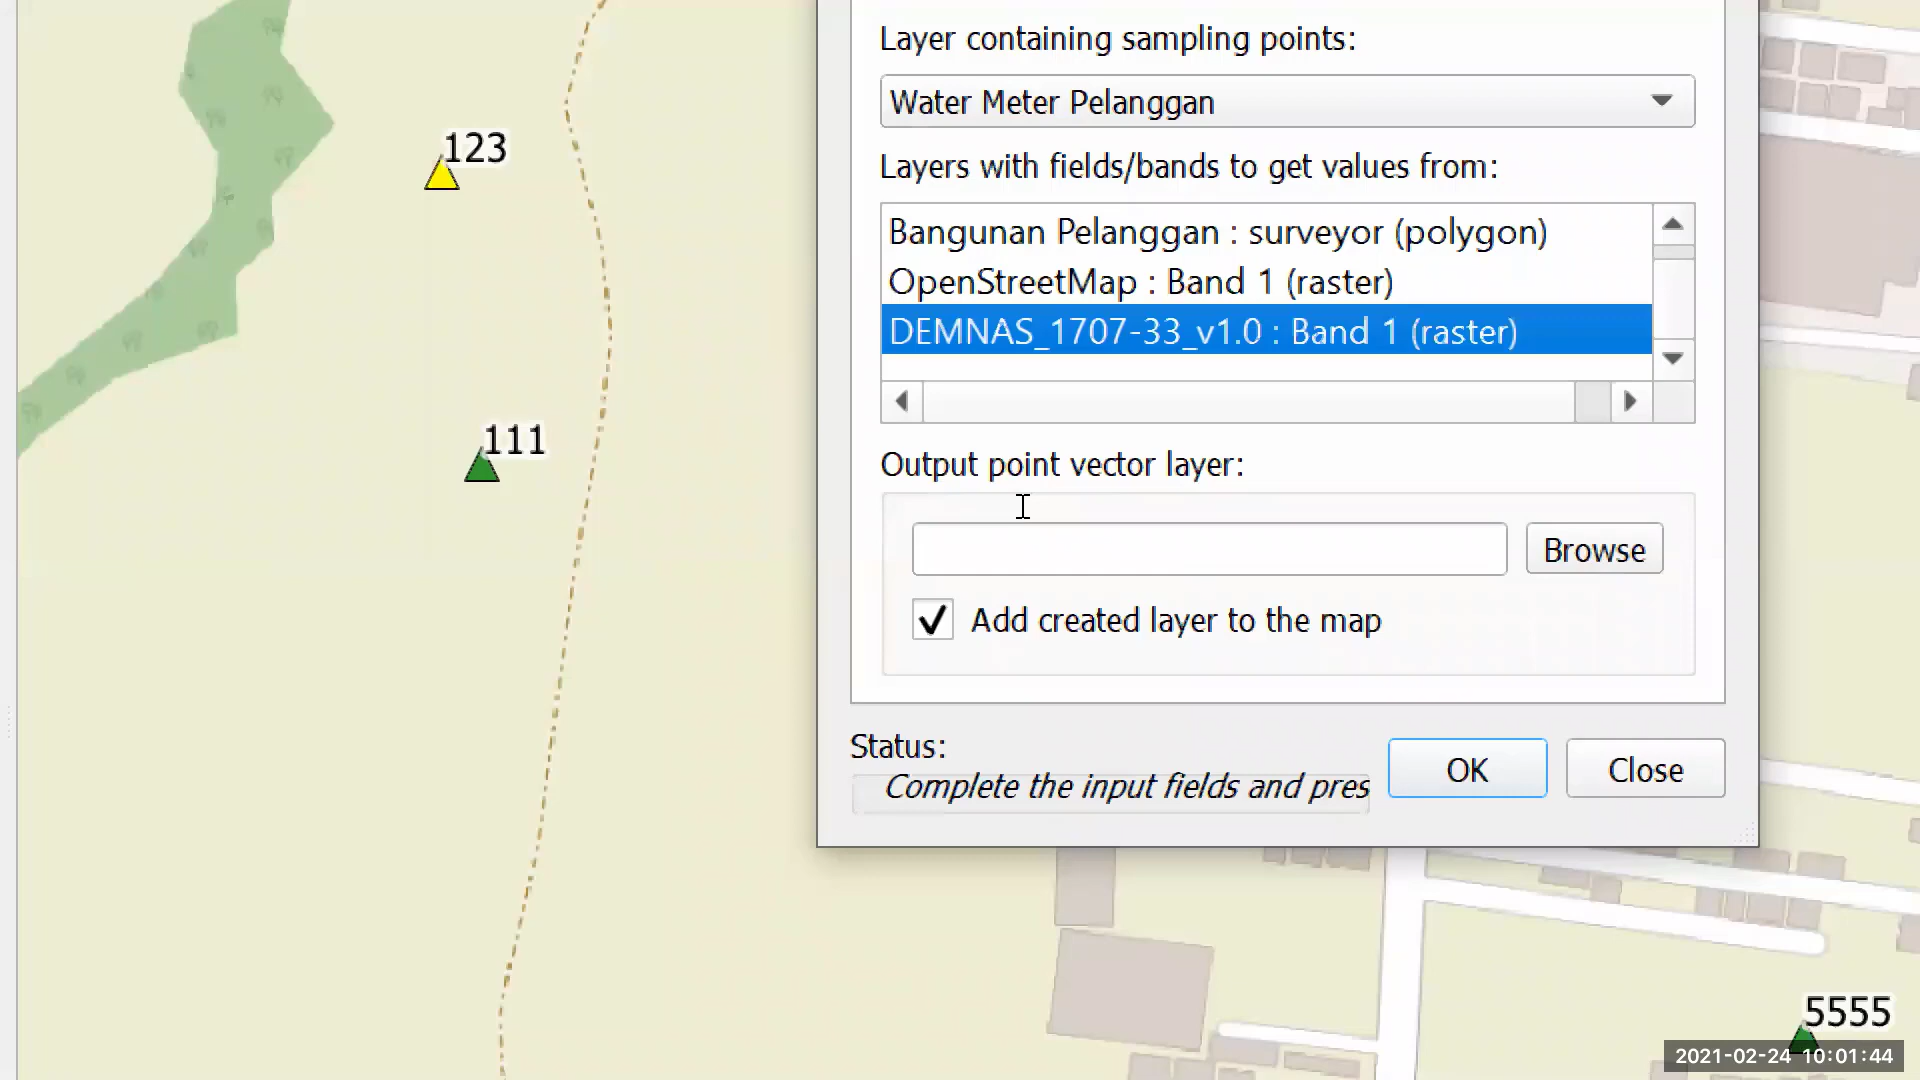 Layer containing sampling points:
Water Meter Pelanggan
123
Layers with fields/bands to get values from:
Bangunan Pelanggan : surveyor (polygon)
OpenStreetMap : Band 1 (raster)
DEMNAS_1707-33_v1.0 : Band 1 (raster)
111
Output point vector layer:
Browse
Add created layer to the map
Status:
Complete the input fields and pres
OK
Close
5555
2021-02-24 10:01:44